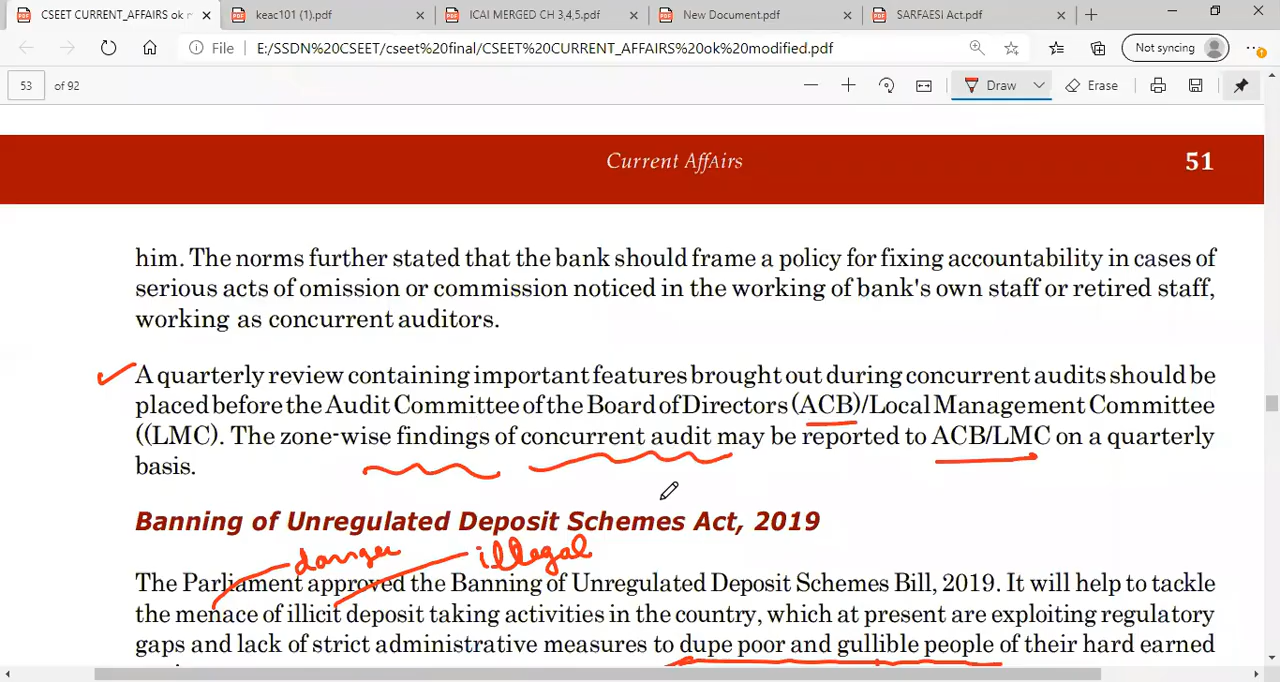 CSEET CURRENT_AFFAIRS ok m
keac101 (1).pdf
ICAI MERGED CH 3,4,5.pdf
New Document.pdf
SARFAESI Act.pdf
File
E:/SSDN%20CSEET/cseet%20final/CSEET%20CURRENT_AFFAIRS%20ok%20modified.pdf
Not syncing
53 of 92
Draw
Erase
Current Affairs
51
him. The norms further stated that the bank should frame a policy for fixing accountability in cases of
serious acts of omission or commission noticed in the working of bank's own staff or retired staff,
working as concurrent auditors.
A quarterly review containing important features brought out during concurrent audits should be
placed before the Audit Committee of the Board of Directors (ACB)/Local Management Committee
((LMC). The zone-wise findings of concurrent audit may be reported to ACB/LMC on a quarterly
basis.
Banning of Unregulated Deposit Schemes Act, 2019
danger illegal
The Parliament approved the Banning of Unregulated Deposit Schemes Bill, 2019. It will help to tackle
the menace of illicit deposit taking activities in the country, which at present are exploiting regulatory
gaps and lack of strict administrative measures to dupe poor and gullible people of their hard earned